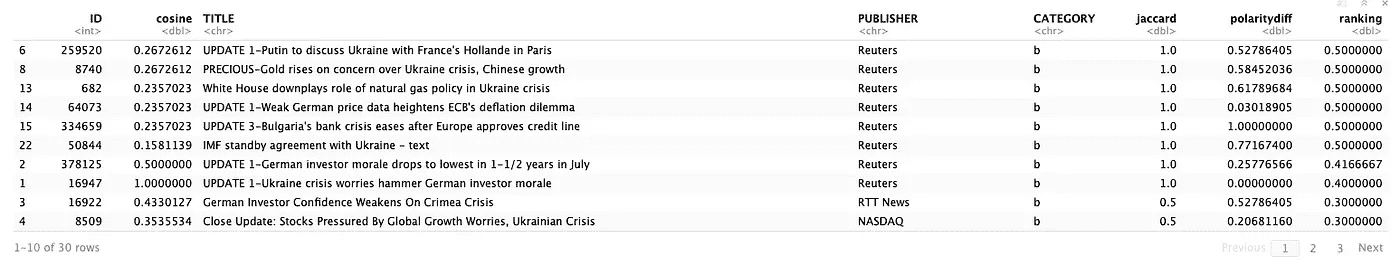 ID cosine TITLE PUBLISHER CATEGORY jaccard polaritydiff ranking
<int> <dbl> <chr> <chr> <chr> <dbl> <dbl> <dbl>
6 259520 0.2672612 UPDATE 1-Putin to discuss Ukraine with France's Hollande in Paris Reuters b 1.0 0.52786405 0.5000000
8 8740 0.2672612 PRECIOUS-Gold rises on concern over Ukraine crisis, Chinese growth Reuters b 1.0 0.58452036 0.5000000
13 682 0.2357023 White House downplays role of natural gas policy in Ukraine crisis Reuters b 1.0 0.61789684 0.5000000
14 64073 0.2357023 UPDATE 1-Weak German price data heightens ECB's deflation dilemma Reuters b 1.0 0.03018905 0.5000000
15 334659 0.2357023 UPDATE 3-Bulgaria's bank crisis eases after Europe approves credit line Reuters b 1.0 1.00000000 0.5000000
22 50844 0.1581139 IMF standby agreement with Ukraine - text Reuters b 1.0 0.77167400 0.5000000
2 378125 0.5000000 UPDATE 1-German investor morale drops to lowest in 1-1/2 years in July Reuters b 1.0 0.25776566 0.4166667
1 16947 1.0000000 UPDATE 1-Ukraine crisis worries hammer German investor morale Reuters b 1.0 0.00000000 0.4000000
3 16922 0.4330127 German Investor Confidence Weakens On Crimea Crisis RTT News b 0.5 0.52786405 0.3000000
4 8509 0.3535534 Close Update: Stocks Pressured By Global Growth Worries, Ukrainian Crisis NASDAQ b 0.5 0.20681160 0.3000000
1-10 of 30 rows Previous 1 2 3 Next